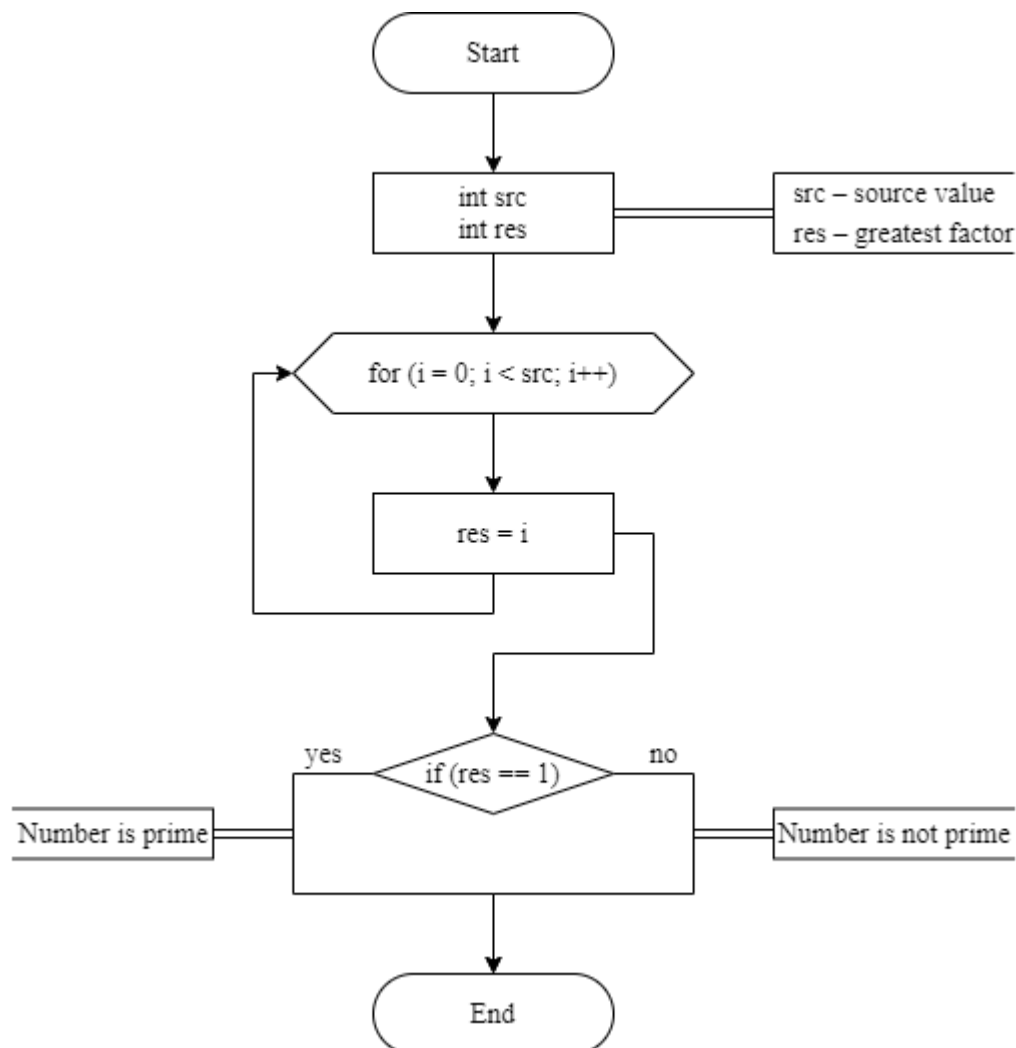 Start
int src
int res
src – source value
res – greatest factor
for (i = 0; i < src; i++)
res = i
yes
if (res == 1)
no
Number is prime
Number is not prime
End